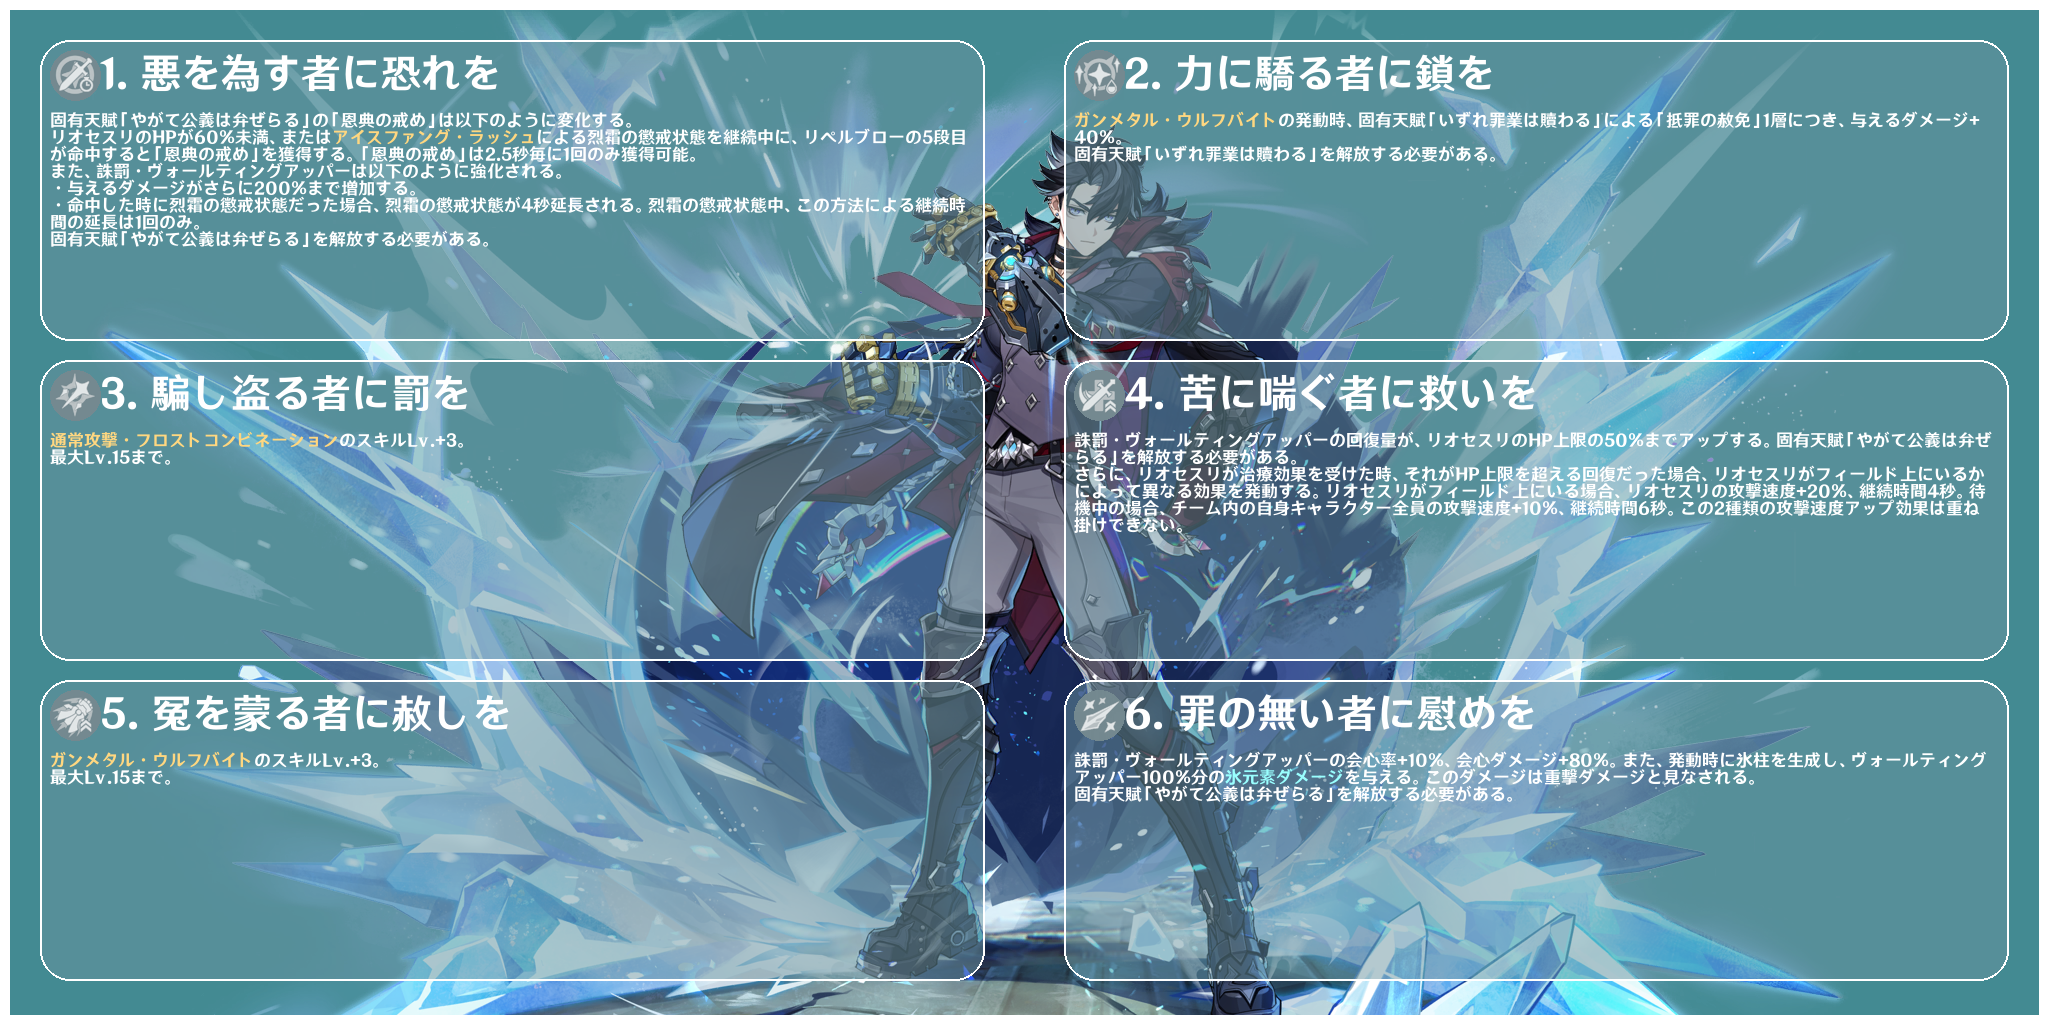 1. 悪を為す者に恐れを
固有天賦「やがて公義は弁ぜらる」の「恩典の戒め」は以下のように変化する。
リオセスリのHPが60%未満、またはアイスファング・ラッシュによる烈霜の懲戒状態を継続中に、リペルブローの5段目
が命中すると「恩典の戒め」を獲得する。「恩典の戒め」は2.5秒毎に1回のみ獲得可能。
また、誅罰・ヴォールティングアッパーは以下のように強化される。
・与えるダメージがさらに200%まで増加する。
・命中した時に烈霜の懲戒状態だった場合、烈霜の懲戒状態が4秒延長される。烈霜の懲戒状態中、この方法による継続時
間の延長は1回のみ。
固有天賦「やがて公義は弁ぜらる」を解放する必要がある。
2. 力に驕る者に鎖を
ガンメタル・ウルフバイトの発動時、固有天賦「いずれ罪業は贖わる」による「抵罪の赦免」1層につき、与えるダメージ+
40%。
固有天賦「いずれ罪業は贖わる」を解放する必要がある。
3. 騙し盗る者に罰を
通常攻撃・フロストコンビネーションのスキルLv.+3。
最大Lv.15まで。
4. 苦に喘ぐ者に救いを
誅罰・ヴォールティングアッパーの回復量が、リオセスリのHP上限の50%までアップする。固有天賦「やがて公義は弁ぜ
らる」を解放する必要がある。
さらに、リオセスリが治療効果を受けた時、それがHP上限を超える回復だった場合、リオセスリがフィールド上にいるか
によって異なる効果を発動する。リオセスリがフィールド上にいる場合、リオセスリの攻撃速度+20%、継続時間4秒。待
機中の場合、チーム内の自身キャラクター全員の攻撃速度+10%、継続時間6秒。この2種類の攻撃速度アップ効果は重ね
掛けできない。
5. 冤を蒙る者に赦しを
ガンメタル・ウルフバイトのスキルLv.+3。
最大Lv.15まで。
6. 罪の無い者に慰めを
誅罰・ヴォールティングアッパーの会心率+10%、会心ダメージ+80%。また、発動時に氷柱を生成し、ヴォールティング
アッパー100%分の氷元素ダメージを与える。このダメージは重撃ダメージと見なされる。
固有天賦「やがて公義は弁ぜらる」を解放する必要がある。